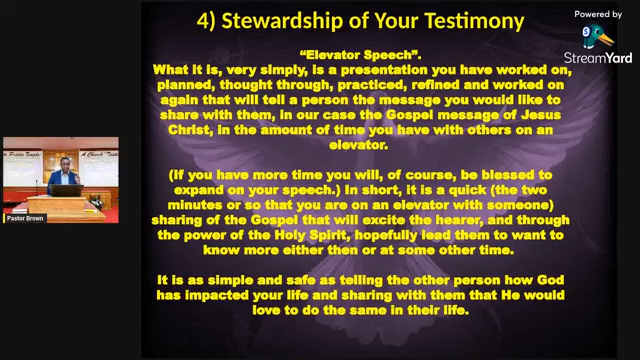 4) Stewardship of Your Testimony
Powered by
StreamYard
"Elevator Speech".
What it is, very simply, is a presentation you have worked on,
planned, thought through, practiced, refined and worked on
again that will tell a person the message you would like to
share with them, in our case the Gospel message of Jesus
Christ, in the amount of time you have with others on an
elevator.
(If you have more time you will, of course, be blessed to
expand on your speech.) In short, it is a quick (the two
minutes or so that you are on an elevator with someone)
sharing of the Gospel that will excite the hearer, and through
the power of the Holy Spirit, hopefully lead them to want to
know more either then or at some other time.
It is as simple and safe as telling the other person how God
has impacted your life and sharing with them that He would
love to do the same in their life.
Pastor Brown